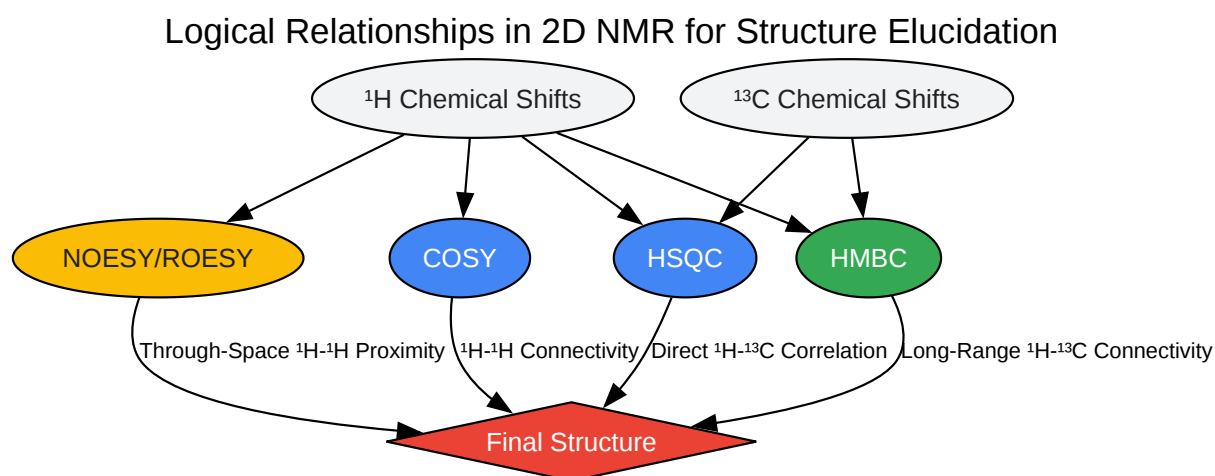 Logical Relationships in 2D NMR for Structure Elucidation
¹H Chemical Shifts
¹³C Chemical Shifts
NOESY/ROESY
COSY
HSQC
HMBC
Through-Space ¹H-¹H Proximity
¹H-¹H Connectivity
Direct ¹H-¹³C Correlation
Long-Range ¹H-¹³C Connectivity
Final Structure